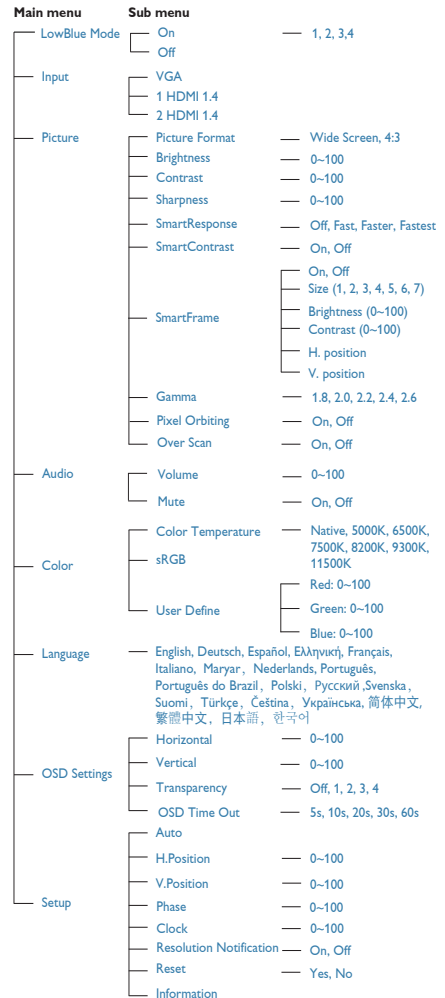 Main menu Sub menu
LowBlue Mode On 1, 2, 3,4
Off
Input VGA
1 HDMI 1.4
2 HDMI 1.4
Picture Picture Format Wide Screen, 4:3
Brightness 0~100
Contrast 0~100
Sharpness 0~100
SmartResponse Off, Fast, Faster, Fastest
SmartContrast On, Off
On, Off
Size (1, 2, 3, 4, 5, 6, 7)
Brightness (0~100)
SmartFrame
Contrast (0~100)
H. position
V. position
Gamma 1.8, 2.0, 2.2, 2.4, 2.6
Pixel Orbiting On, Off
Over Scan On, Off
Audio Volume 0~100
Mute On, Off
Color Temperature Native, 5000K, 6500K,
7500K, 8200K, 9300K,
sRGB
11500K
Color
Red: 0~100
User Define Green: 0~100
Blue: 0~100
Language English, Deutsch, Español, Ελληνική, Français,
Italiano, Maryar, Nederlands, Português,
Português do Brazil, Polski, Русский ,Svenska,
Suomi, Türkçe, Čeština, Українська, 简体中文,
繁體中文, 日本語, 한국어
Horizontal 0~100
Vertical 0~100
OSD Settings
Transparency Off, 1, 2, 3, 4
OSD Time Out 5s, 10s, 20s, 30s, 60s
Auto
H.Position 0~100
V.Position 0~100
Setup
Phase 0~100
Clock 0~100
Resolution Notification On, Off
Reset Yes, No
Information